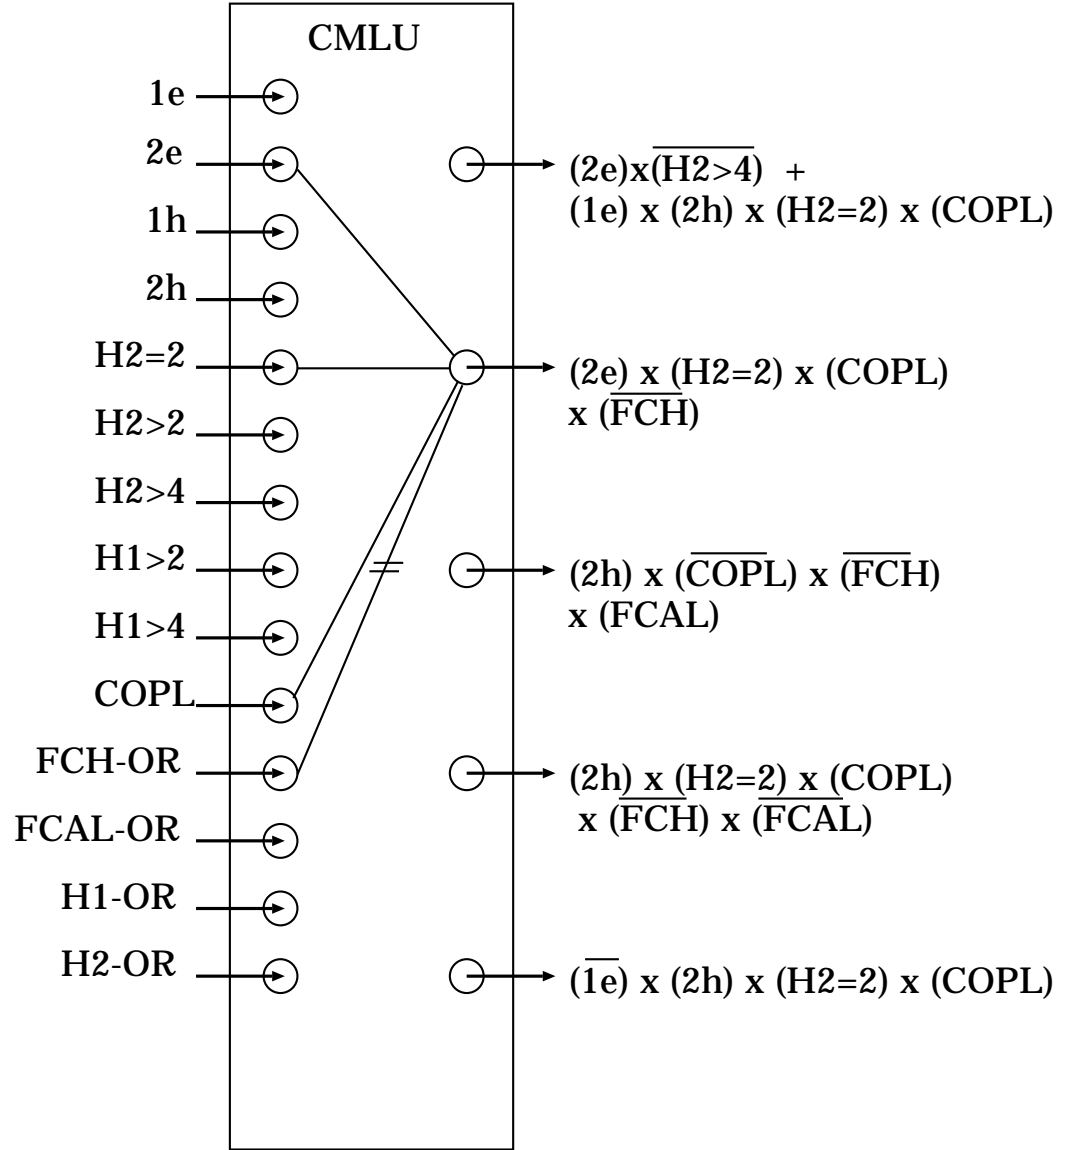 CMLU
1e
2e
1h
2h
H2=2
H2>2
H2>4
H1>2
H1>4
COPL
FCH-OR
FCAL-OR
H1-OR
H2-OR
(2e)x(H2>4) +
(1e) x (2h) x (H2=2) x (COPL)
(2e) x (H2=2) x (COPL)
x (FCH)
(2h) x (COPL) x (FCH)
x (FCAL)
(2h) x (H2=2) x (COPL)
x (FCH) x (FCAL)
(1e) x (2h) x (H2=2) x (COPL)